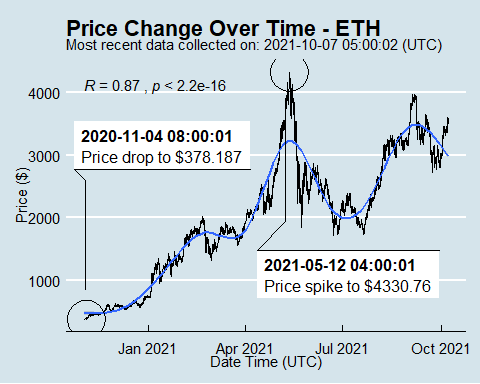 Price Change Over Time - ETH
Most recent data collected on: 2021-10-07 05:00:02 (UTC)
R = 0.87 , p < 2.2e-16
4000
3000
2000
1000
Price ($)
2020-11-04 08:00:01
Price drop to $378.187
2021-05-12 04:00:01
Price spike to $4330.76
Jan 2021
Apr 2021
Jul 2021
Oct 2021
Date Time (UTC)